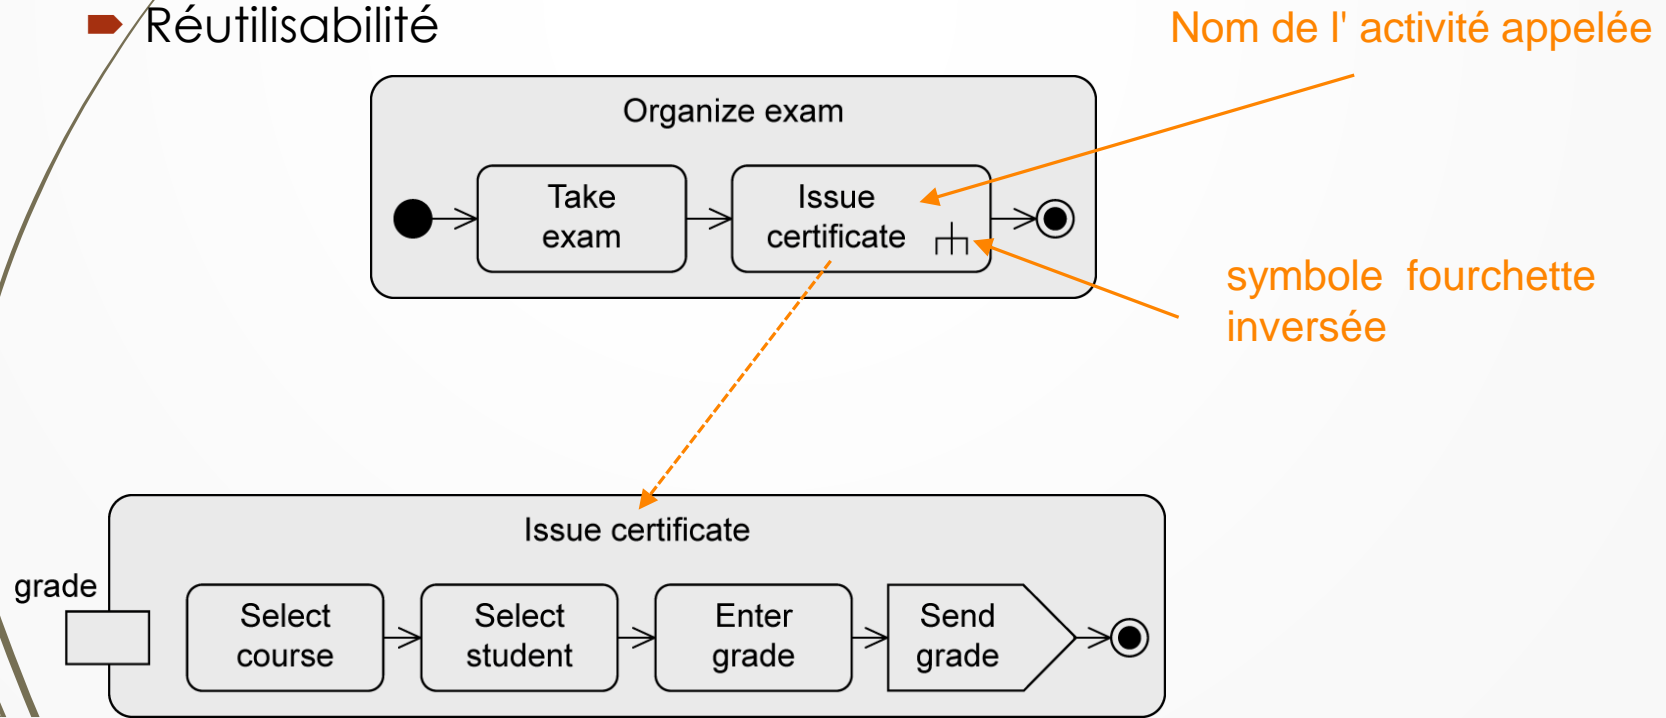 Réutilisabilité
Nom de l' activité appelée
Organize exam
Take
exam
Issue
certificate
symbole fourchette
inversée
Issue certificate
grade
Select
course
Select
student
Enter
grade
Send
grade